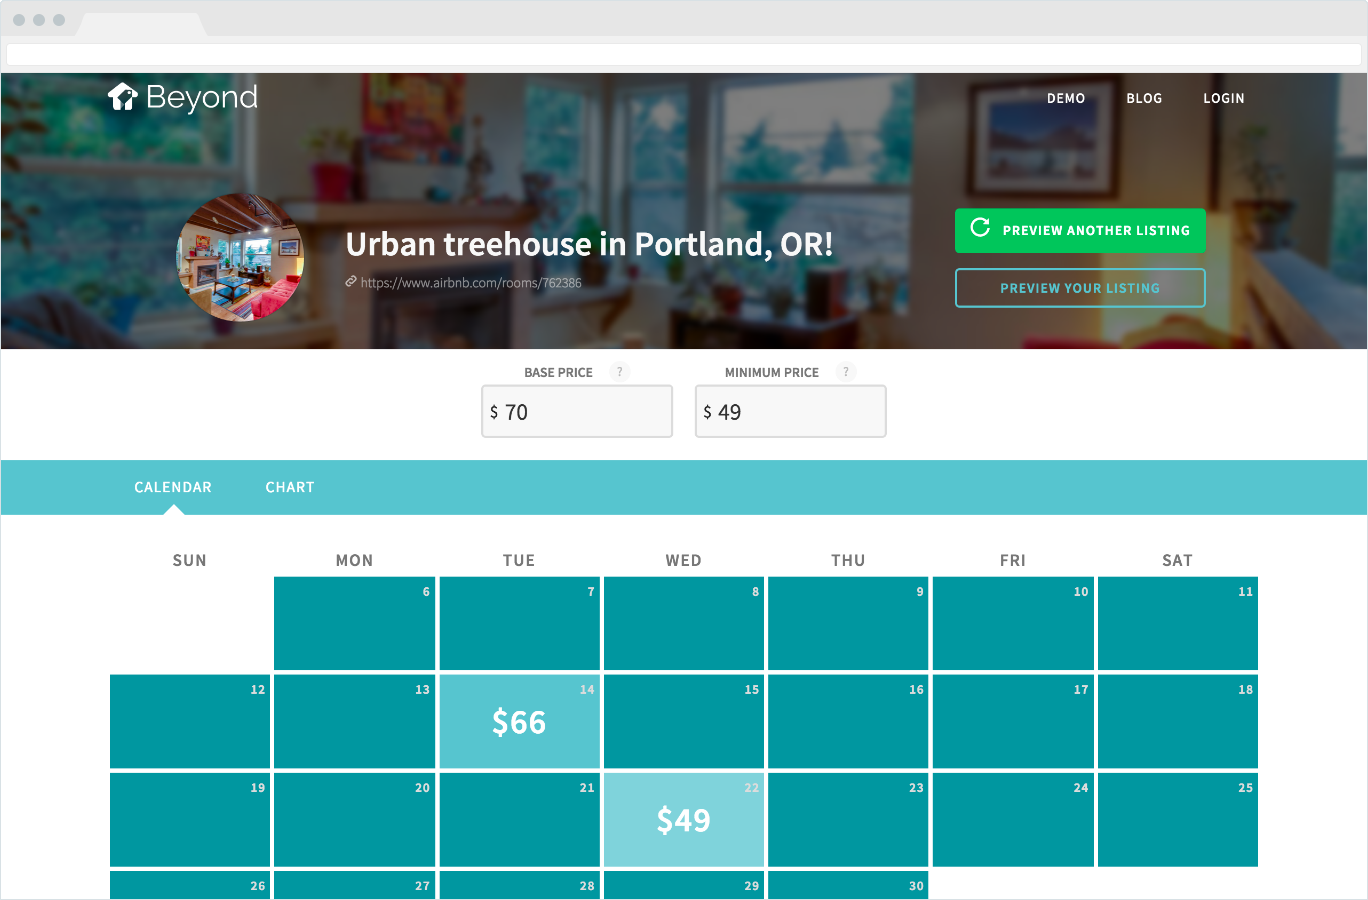 Beyond
DEMO BLOG LOGIN
Urban treehouse in Portland, OR!
https://www.airbnb.com/rooms/762386
PREVIEW ANOTHER LISTING
PREVIEW YOUR LISTING
BASE PRICE ? MINIMUM PRICE ?
$ 70 $ 49
CALENDAR CHART
SUN MON TUE WED THU FRI SAT
6 7 8 9 10 11
12 13 14 15 16 17 18
$66
19 20 21 22 23 24 25
$49
26 27 28 29 30